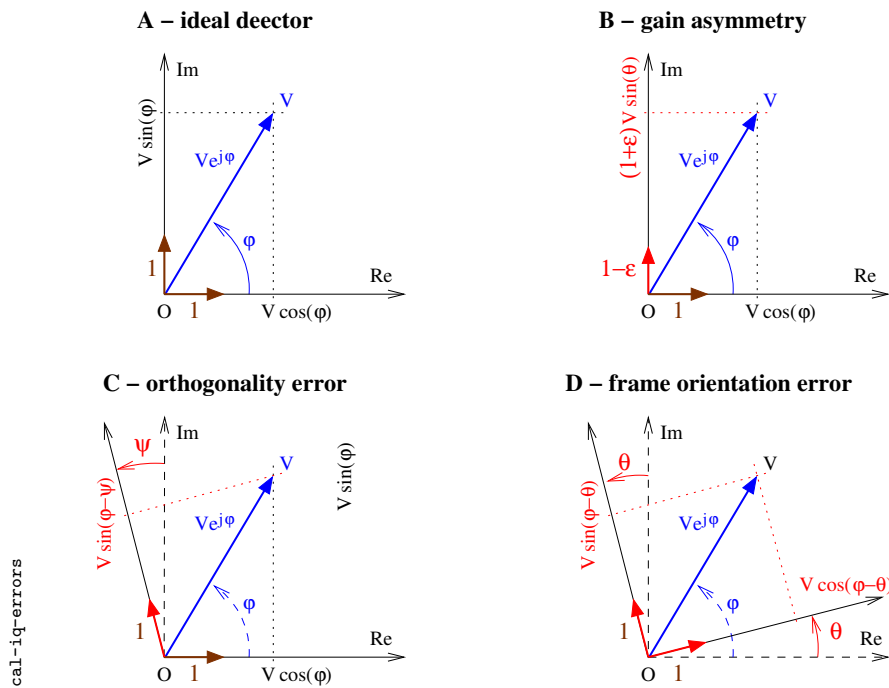 A – ideal deector
Im
V sin(φ)
V
Ve^jφ
φ
1
Re
O
1
V cos(φ)
B – gain asymmetry
Im
(1+ε) V sin(θ)
V
Ve^jφ
φ
1–ε
Re
O
1
V cos(φ)
C – orthogonality error
ψ
Im
V
V sin(φ)
V sin(φ–ψ)
Ve^jφ
φ
1
Re
O
1
V cos(φ)
D – frame orientation error
θ
Im
V
V sin(φ–θ)
Ve^jφ
φ
V cos(φ–θ)
1
θ
Re
O
1
cal-iq-errors